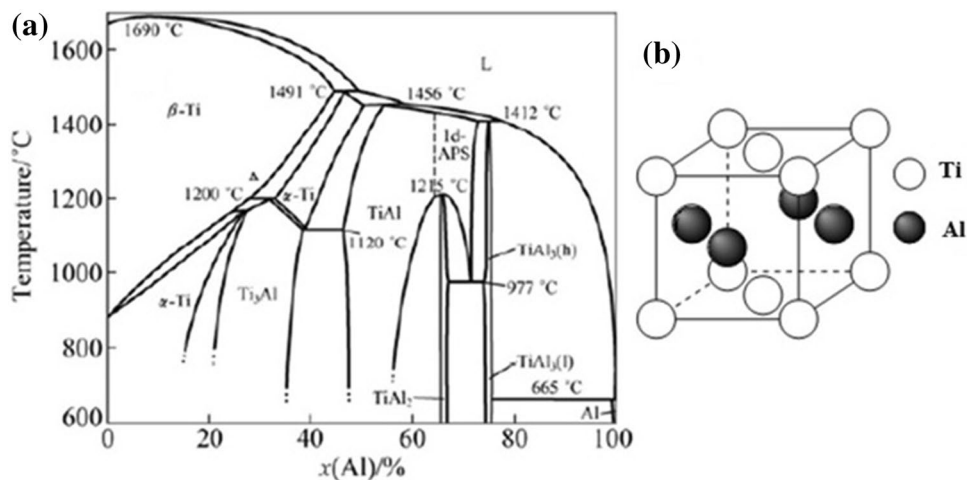 (a)
1690 °C
L
1491 °C
1456 °C
1412 °C
β-Ti
1d-
APS
Δ
1200 °C
α-Ti
1215 °C
TiAl
1120 °C
TiAl₃(h)
977 °C
α-Ti
Ti₃Al
TiAl₃(l)
665 °C
TiAl₂
Al
1600
1400
1200
1000
800
600
Temperature/°C
0 20 40 60 80 100
x(Al)/%
(b)
Ti
Al